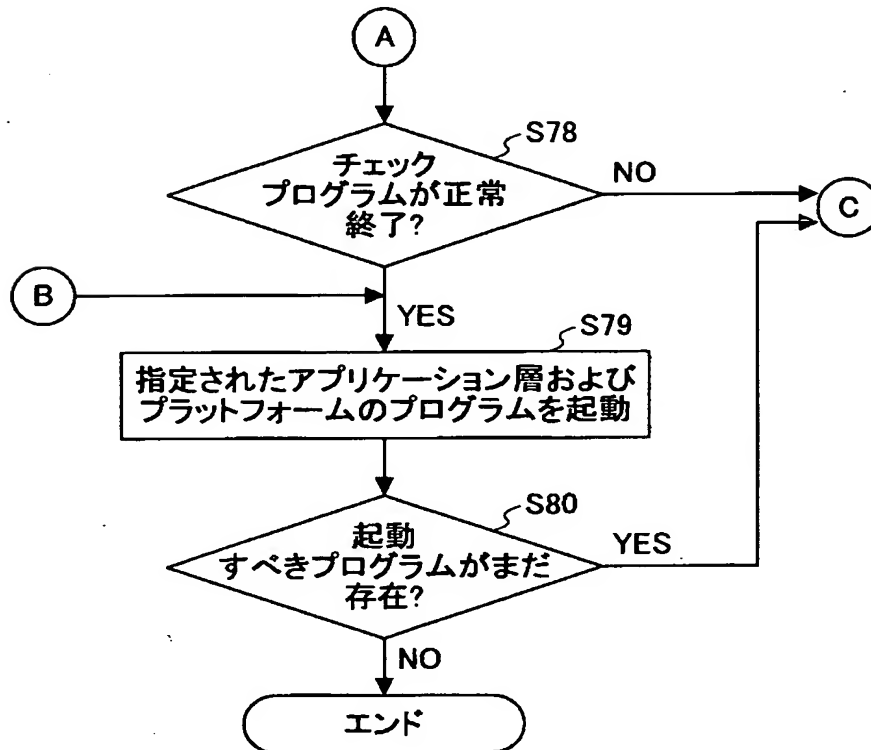 A
S78
チェック
プログラムが正常
終了?
NO
C
B
YES
S79
指定されたアプリケーション層および
プラットフォームのプログラムを起動
S80
起動
すべきプログラムがまだ
存在?
YES
NO
エンド